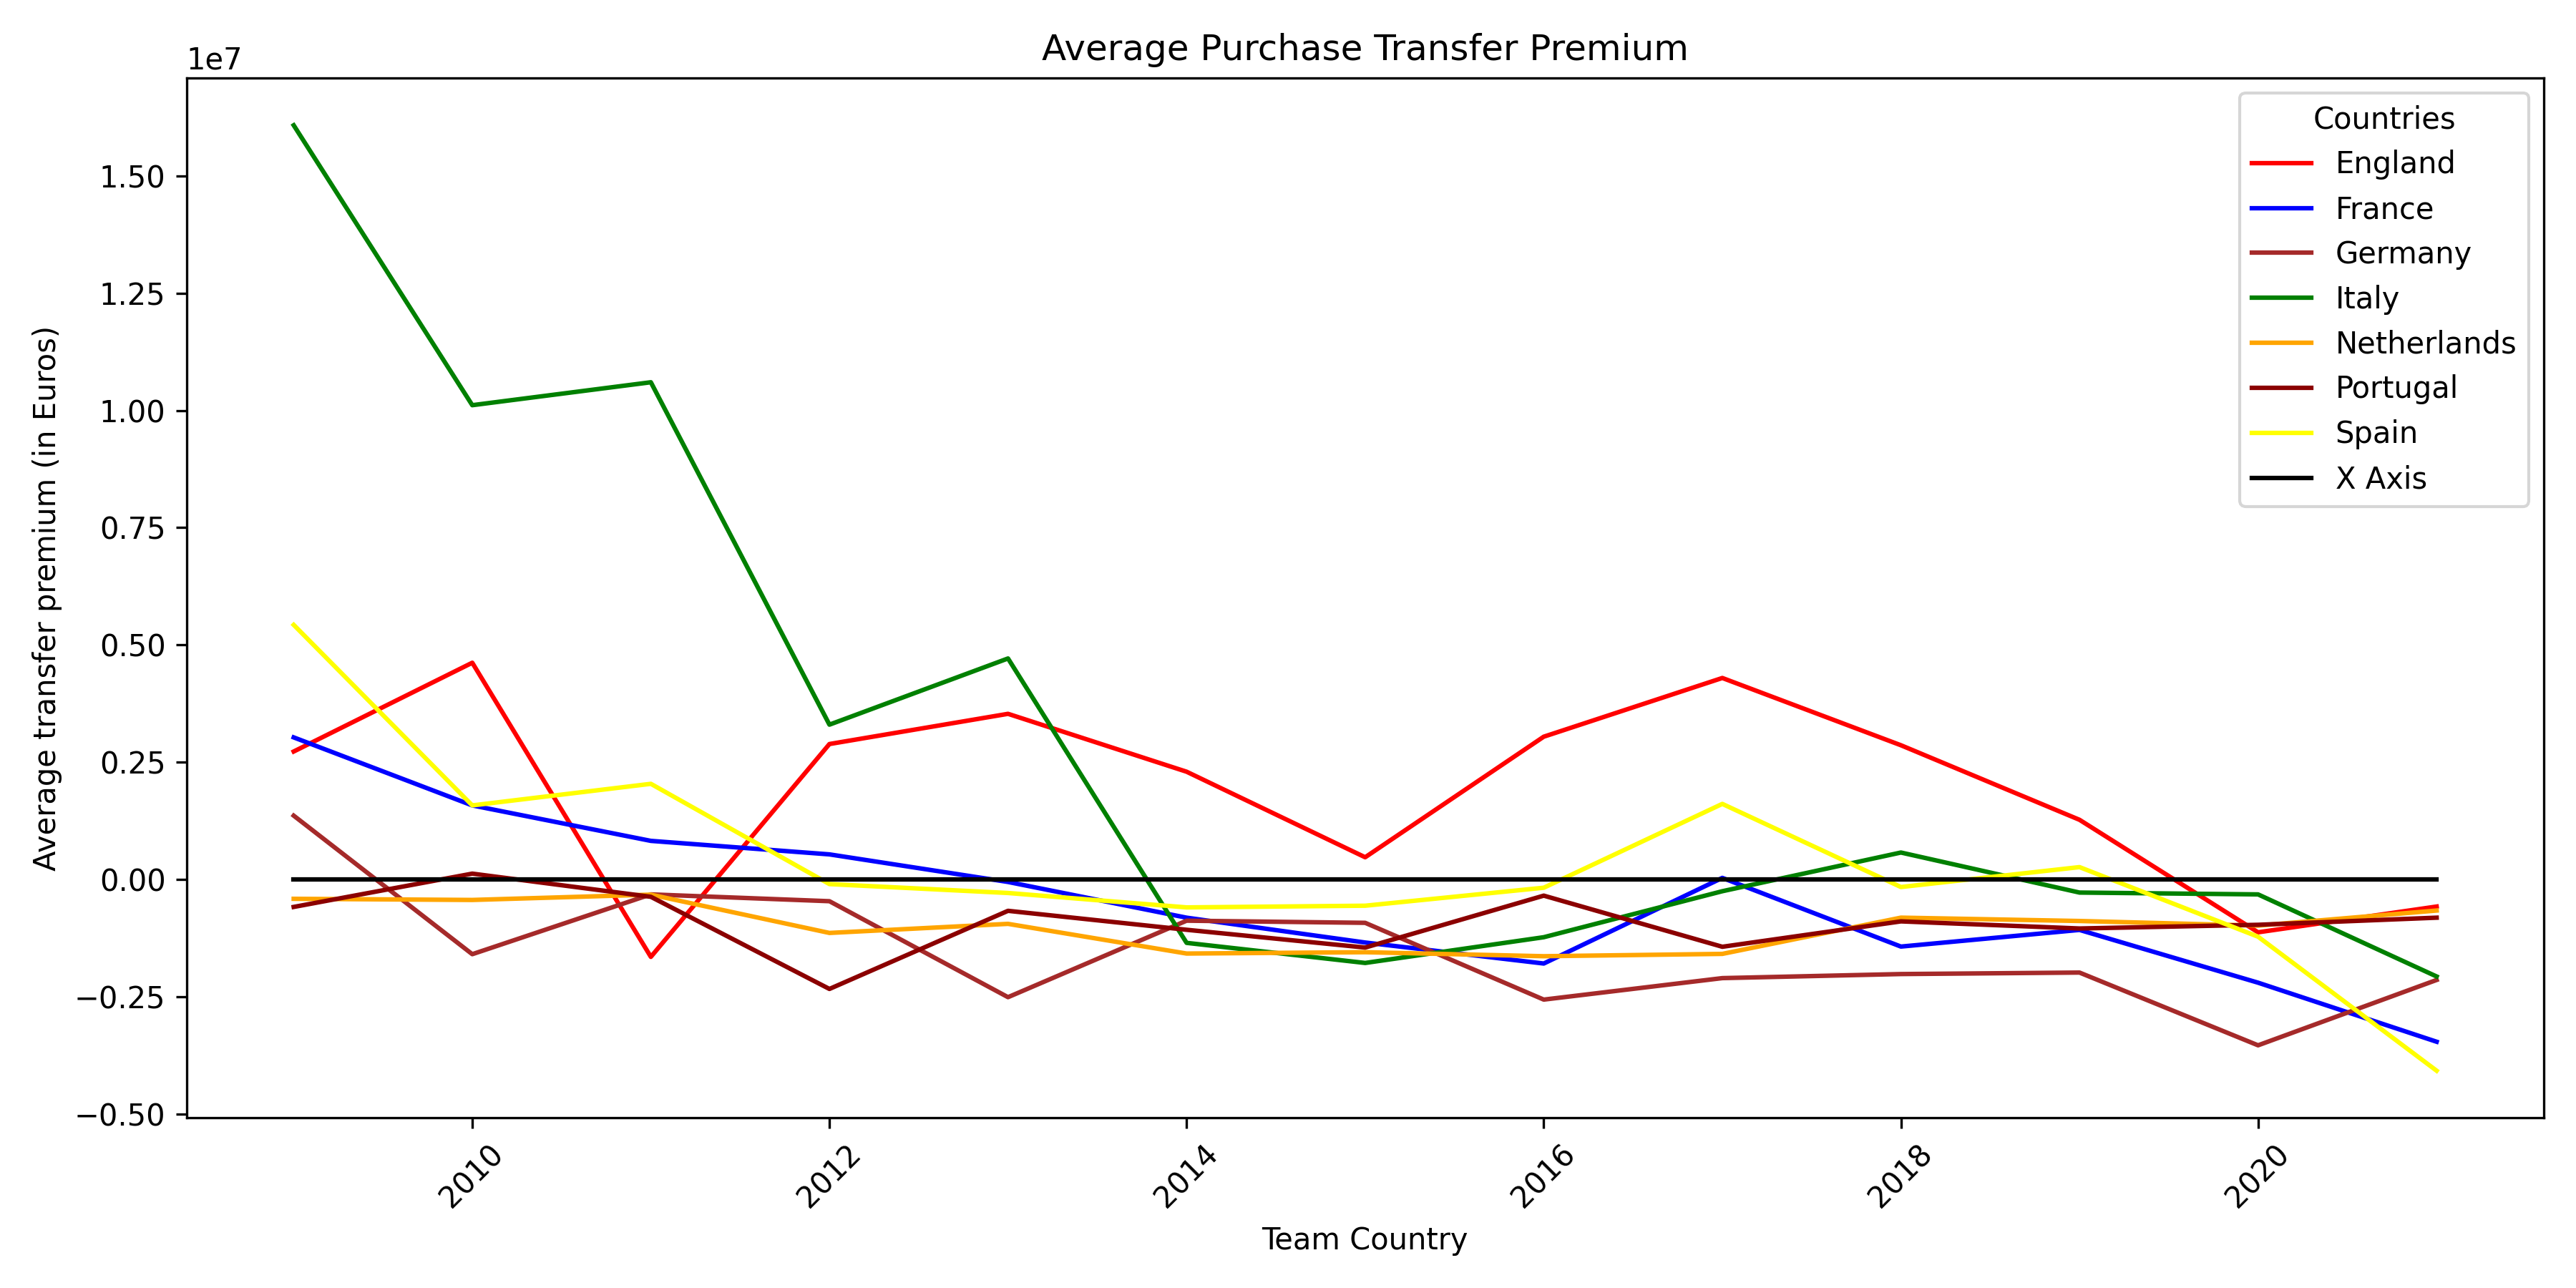 Average Purchase Transfer Premium
1e7
1.50
1.25
1.00
0.75
0.50
0.25
0.00
−0.25
−0.50
Average transfer premium (in Euros)
Countries
England
France
Germany
Italy
Netherlands
Portugal
Spain
X Axis
2010
2012
2014
2016
2018
2020
Team Country